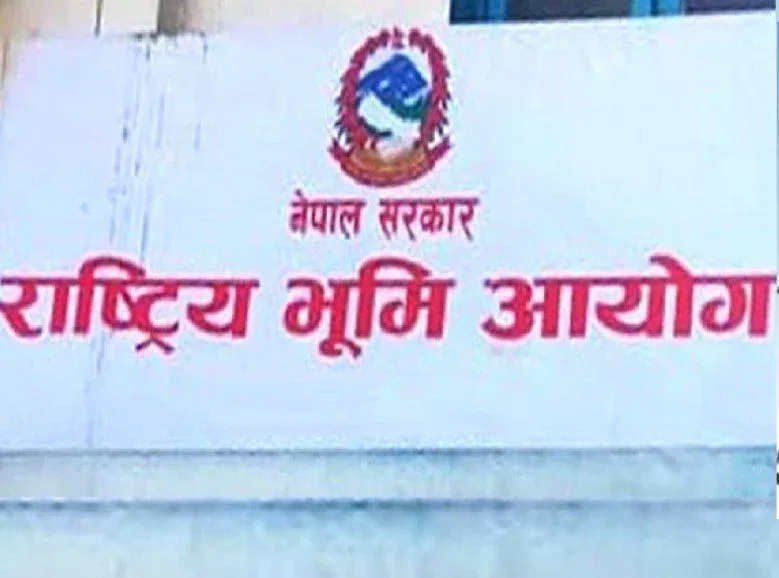 नेपाल सरकार
राष्ट्रिय भूमि आयोग